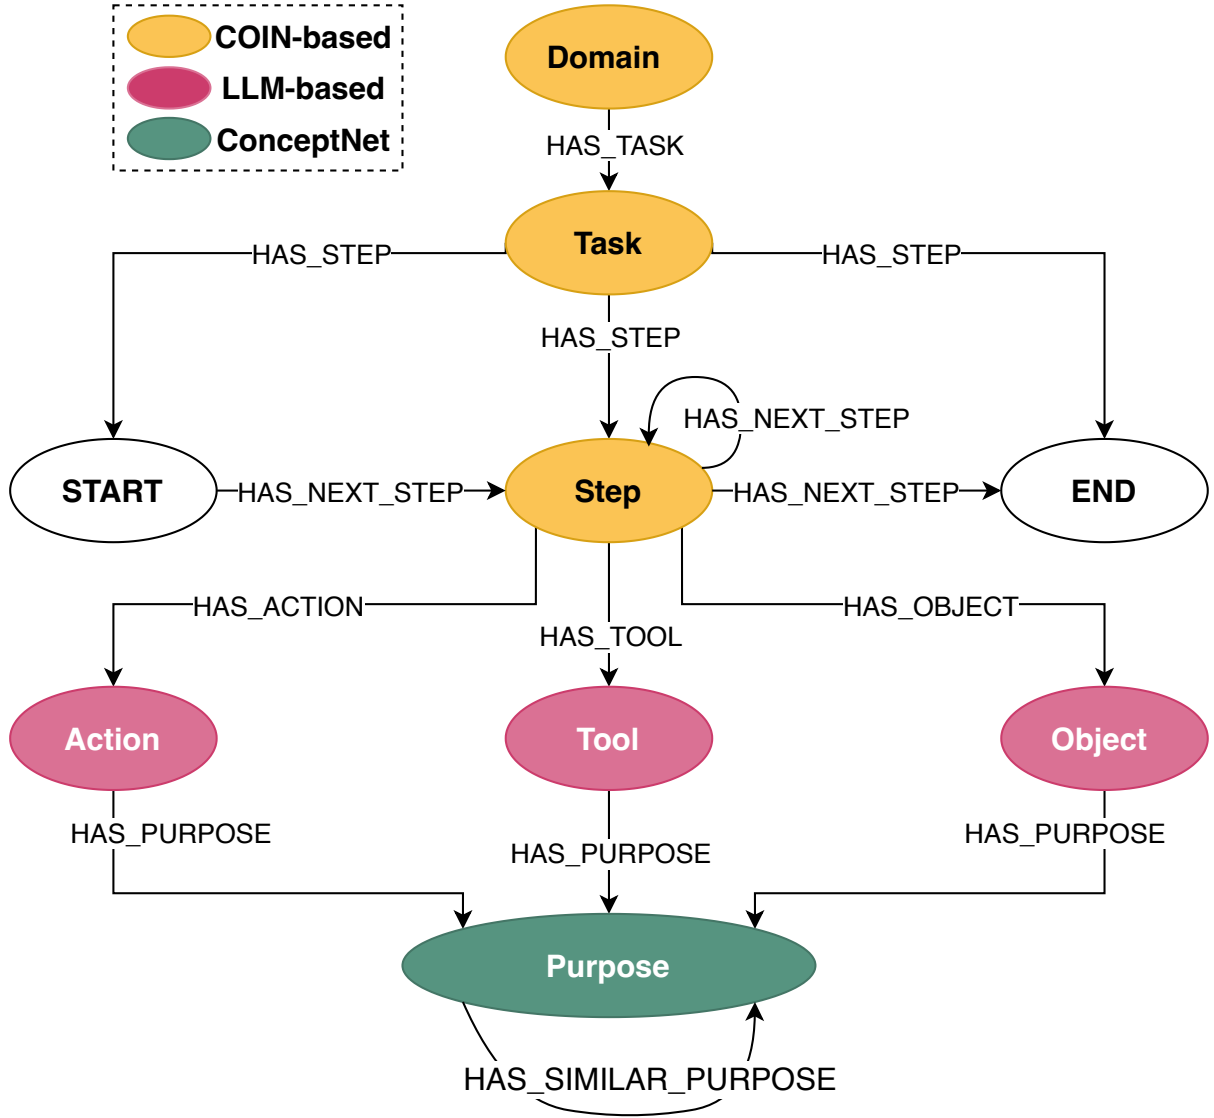 COIN-based
LLM-based
ConceptNet
Domain
HAS_TASK
Task
HAS_STEP
HAS_STEP
HAS_STEP
HAS_NEXT_STEP
START
HAS_NEXT_STEP
Step
HAS_NEXT_STEP
END
HAS_ACTION
HAS_TOOL
HAS_OBJECT
Action
Tool
Object
HAS_PURPOSE
HAS_PURPOSE
HAS_PURPOSE
Purpose
HAS_SIMILAR_PURPOSE